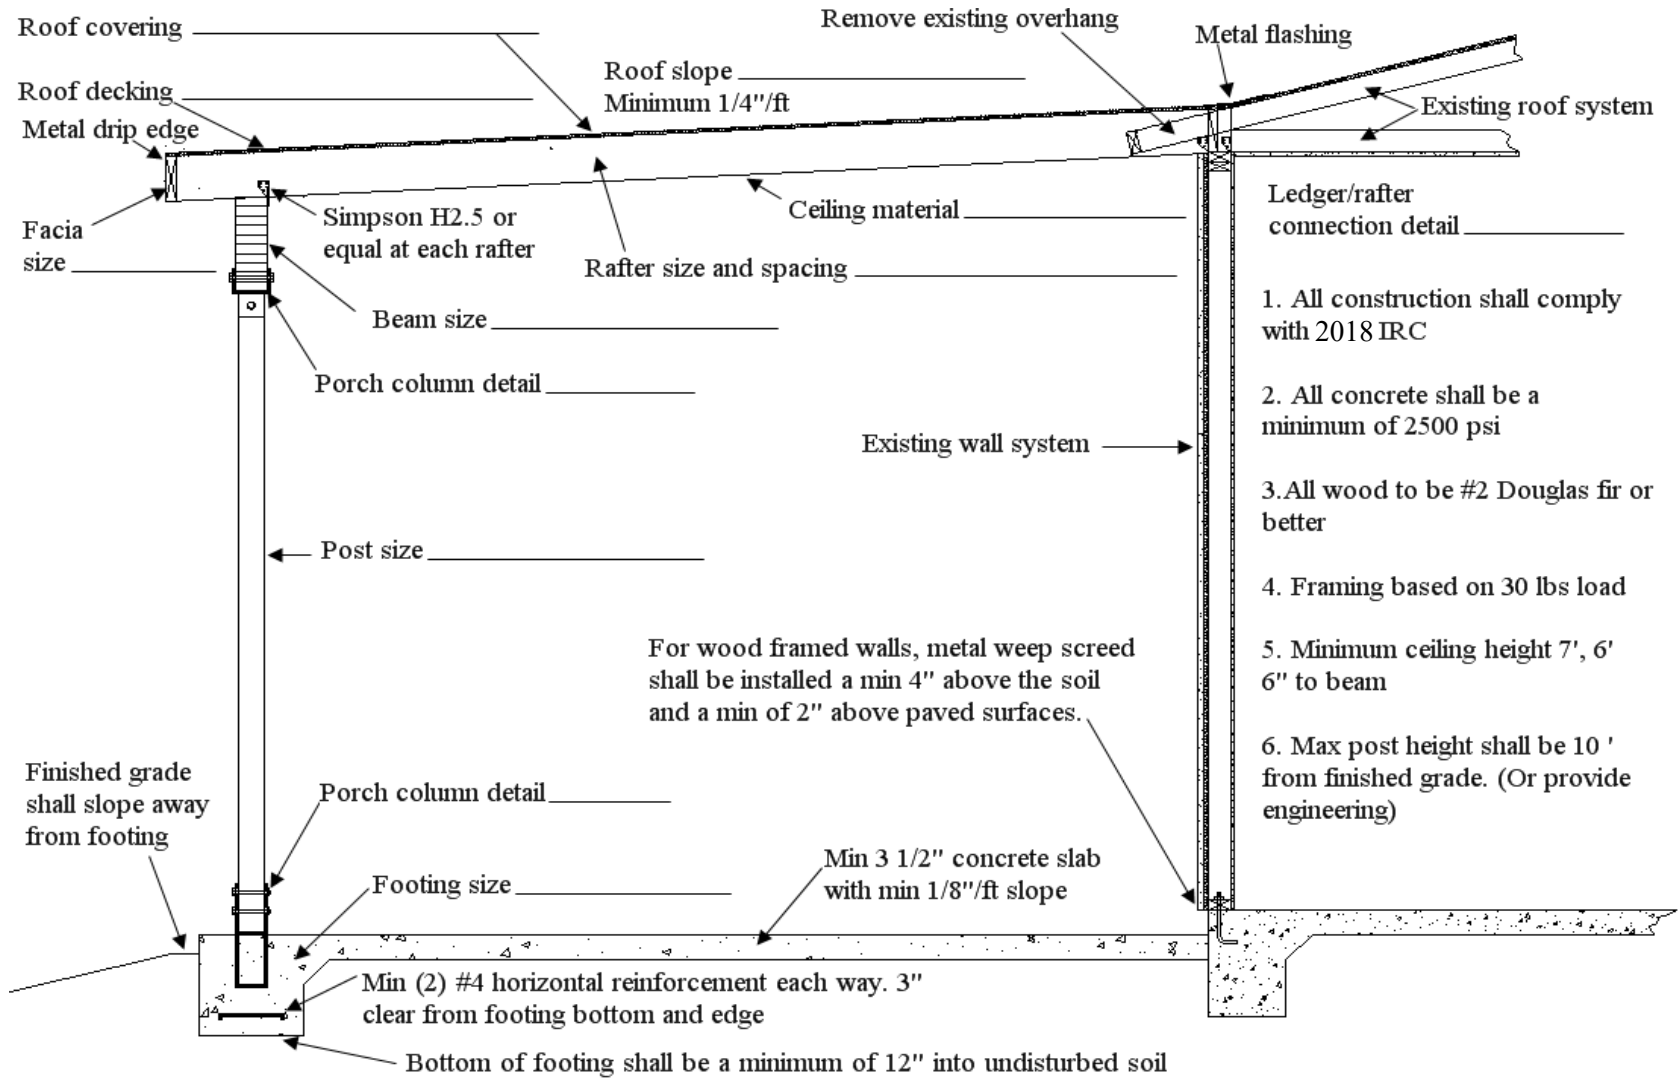 Roof covering
Remove existing overhang
Metal flashing
Roof slope
Minimum 1/4"/ft
Roof decking
Metal drip edge
Existing roof system
Facia
size
Simpson H2.5 or
equal at each rafter
Ceiling material
Rafter size and spacing
Beam size
Porch column detail
Existing wall system
Post size
For wood framed walls, metal weep screed
shall be installed a min 4" above the soil
and a min of 2" above paved surfaces.
Finished grade
shall slope away
from footing
Porch column detail
Footing size
Min 3 1/2" concrete slab
with min 1/8"/ft slope
Min (2) #4 horizontal reinforcement each way. 3"
clear from footing bottom and edge
Bottom of footing shall be a minimum of 12" into undisturbed soil
Ledger/rafter
connection detail
1. All construction shall comply
with 2018 IRC
2. All concrete shall be a
minimum of 2500 psi
3.All wood to be #2 Douglas fir or
better
4. Framing based on 30 lbs load
5. Minimum ceiling height 7', 6'
6" to beam
6. Max post height shall be 10 '
from finished grade. (Or provide
engineering)